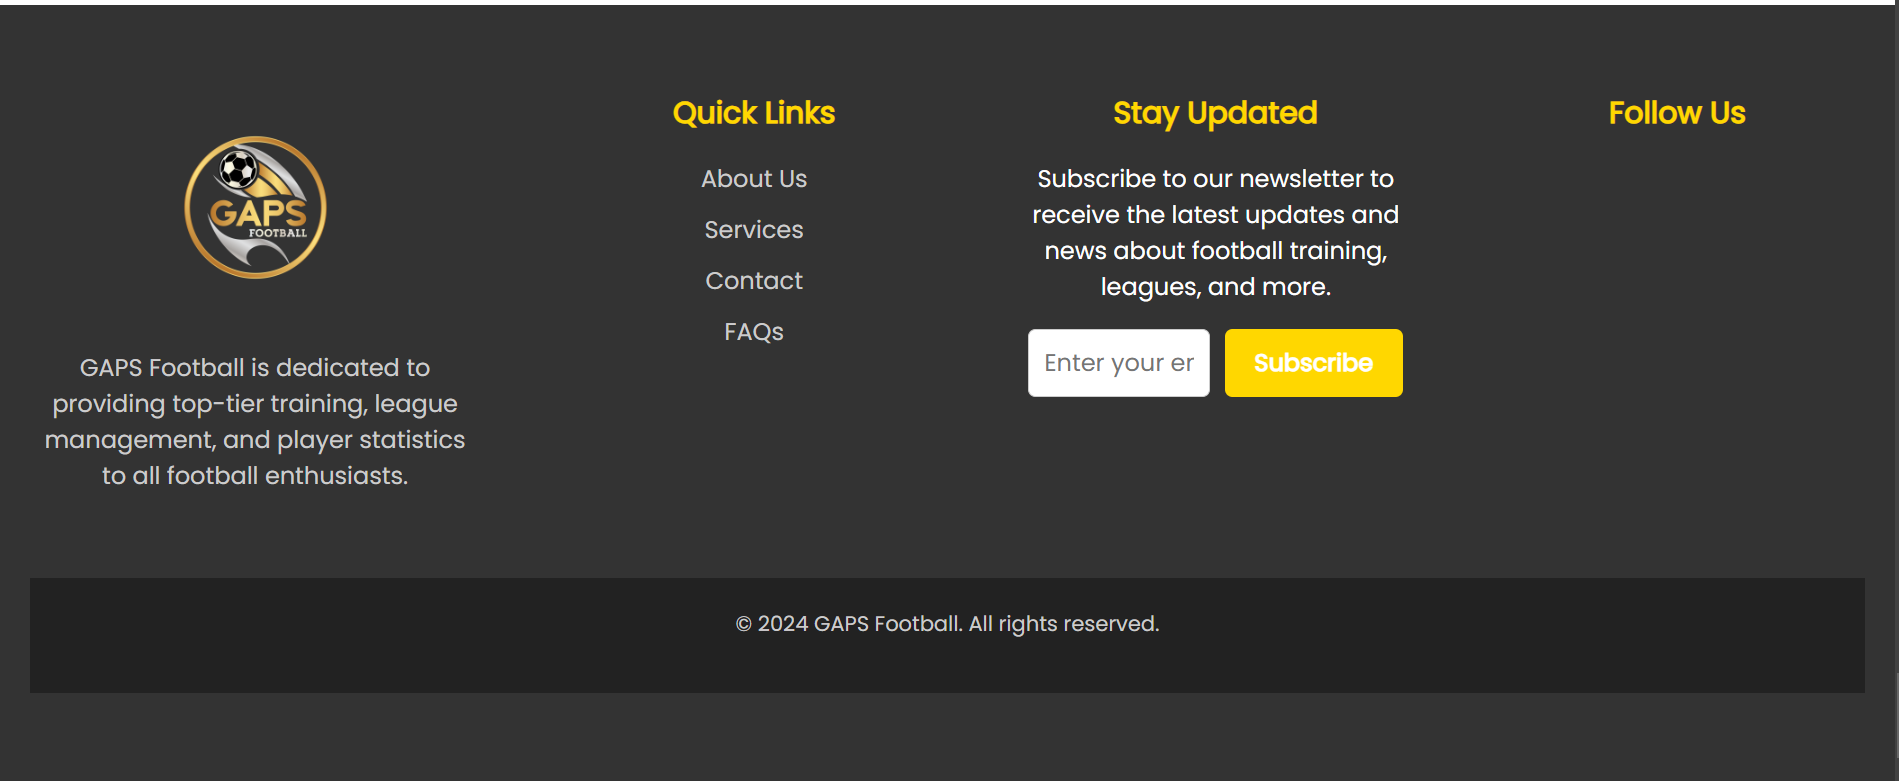 GAPS
FOOTBALL
GAPS Football is dedicated to
providing top-tier training, league
management, and player statistics
to all football enthusiasts.
Quick Links
About Us
Services
Contact
FAQs
Stay Updated
Subscribe to our newsletter to
receive the latest updates and
news about football training,
leagues, and more.
Enter your er
Subscribe
Follow Us
© 2024 GAPS Football. All rights reserved.